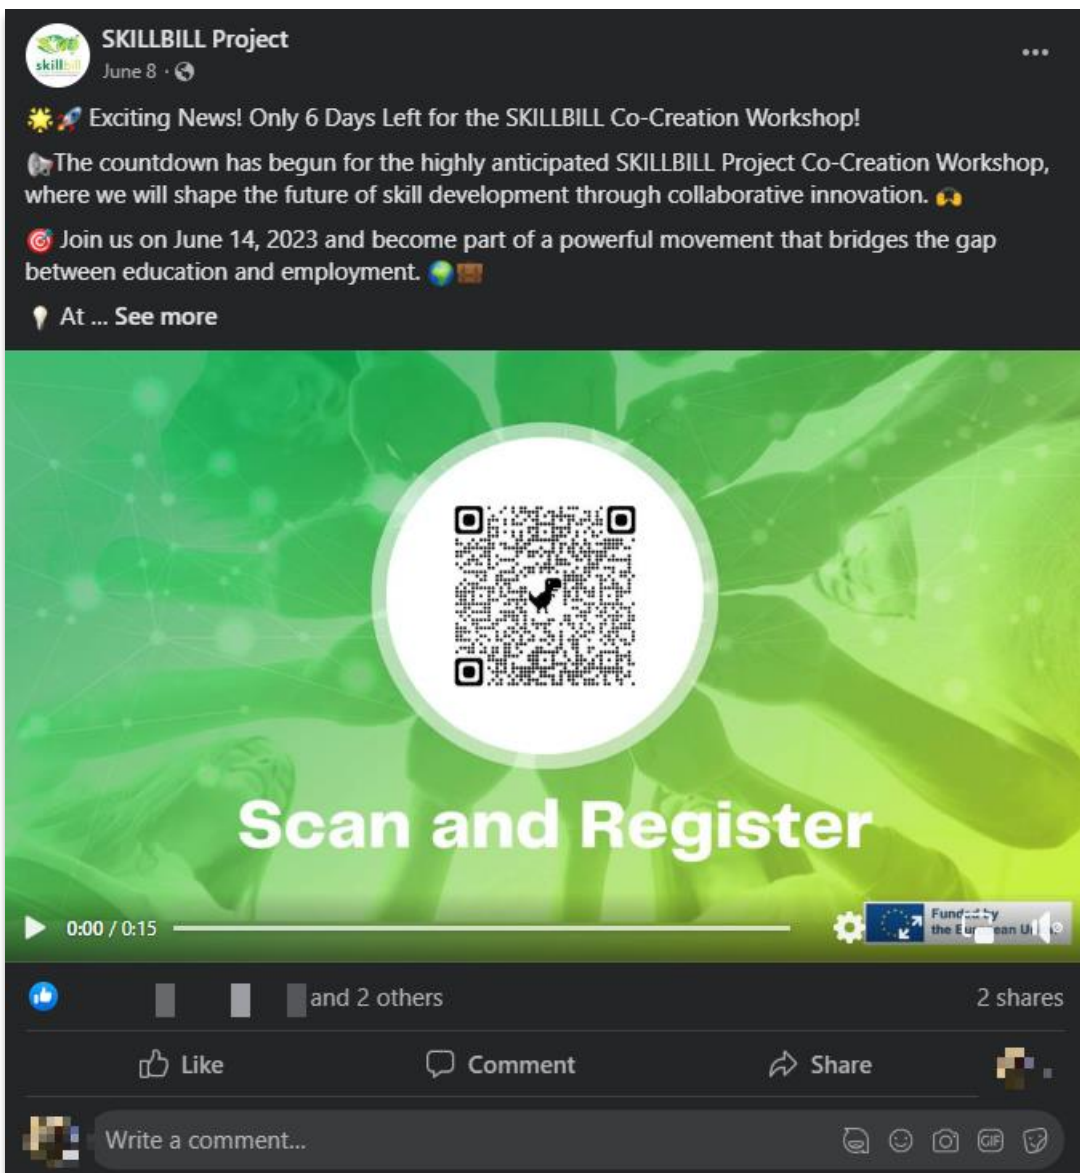 SKILLBILL Project
June 8 ·
skillbill
🌟🚀 Exciting News! Only 6 Days Left for the SKILLBILL Co-Creation Workshop!
📢The countdown has begun for the highly anticipated SKILLBILL Project Co-Creation Workshop,
where we will shape the future of skill development through collaborative innovation. 🙌
🎯 Join us on June 14, 2023 and become part of a powerful movement that bridges the gap
between education and employment. 🌍💼
💡 At ... See more
Scan and Register
0:00 / 0:15
Funded by
the European
and 2 others
2 shares
Like
Comment
Share
Write a comment...
GIF